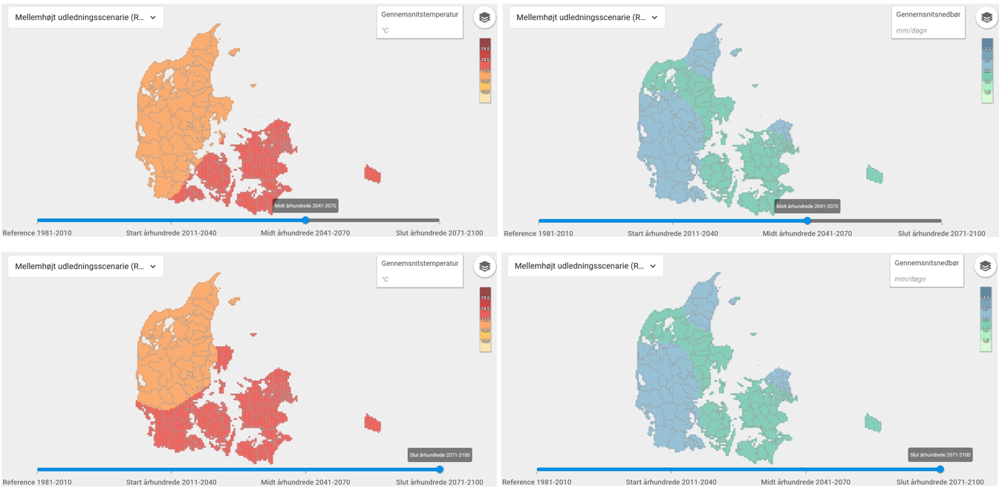 Mellemhøjt udledningsscenarie (R...
Gennemsnitstemperatur
°C
19,5
18,5
17,5
16,5
15,5
Midt århundrede 2041-2070
Reference 1981-2010
Start århundrede 2011-2040
Midt århundrede 2041-2070
Slut århundrede 2071-2100
Mellemhøjt udledningsscenarie (R...
Gennemsnitsnedbør
mm/døgn
3,1
2,7
2,3
1,9
1,5
Midt århundrede 2041-2070
Reference 1981-2010
Start århundrede 2011-2040
Midt århundrede 2041-2070
Slut århundrede 2071-2100
Mellemhøjt udledningsscenarie (R...
Gennemsnitstemperatur
°C
19,5
18,5
17,5
16,5
15,5
Slut århundrede 2071-2100
Reference 1981-2010
Start århundrede 2011-2040
Midt århundrede 2041-2070
Slut århundrede 2071-2100
Mellemhøjt udledningsscenarie (R...
Gennemsnitsnedbør
mm/døgn
3,1
2,7
2,3
1,9
1,5
Slut århundrede 2071-2100
Reference 1981-2010
Start århundrede 2011-2040
Midt århundrede 2041-2070
Slut århundrede 2071-2100